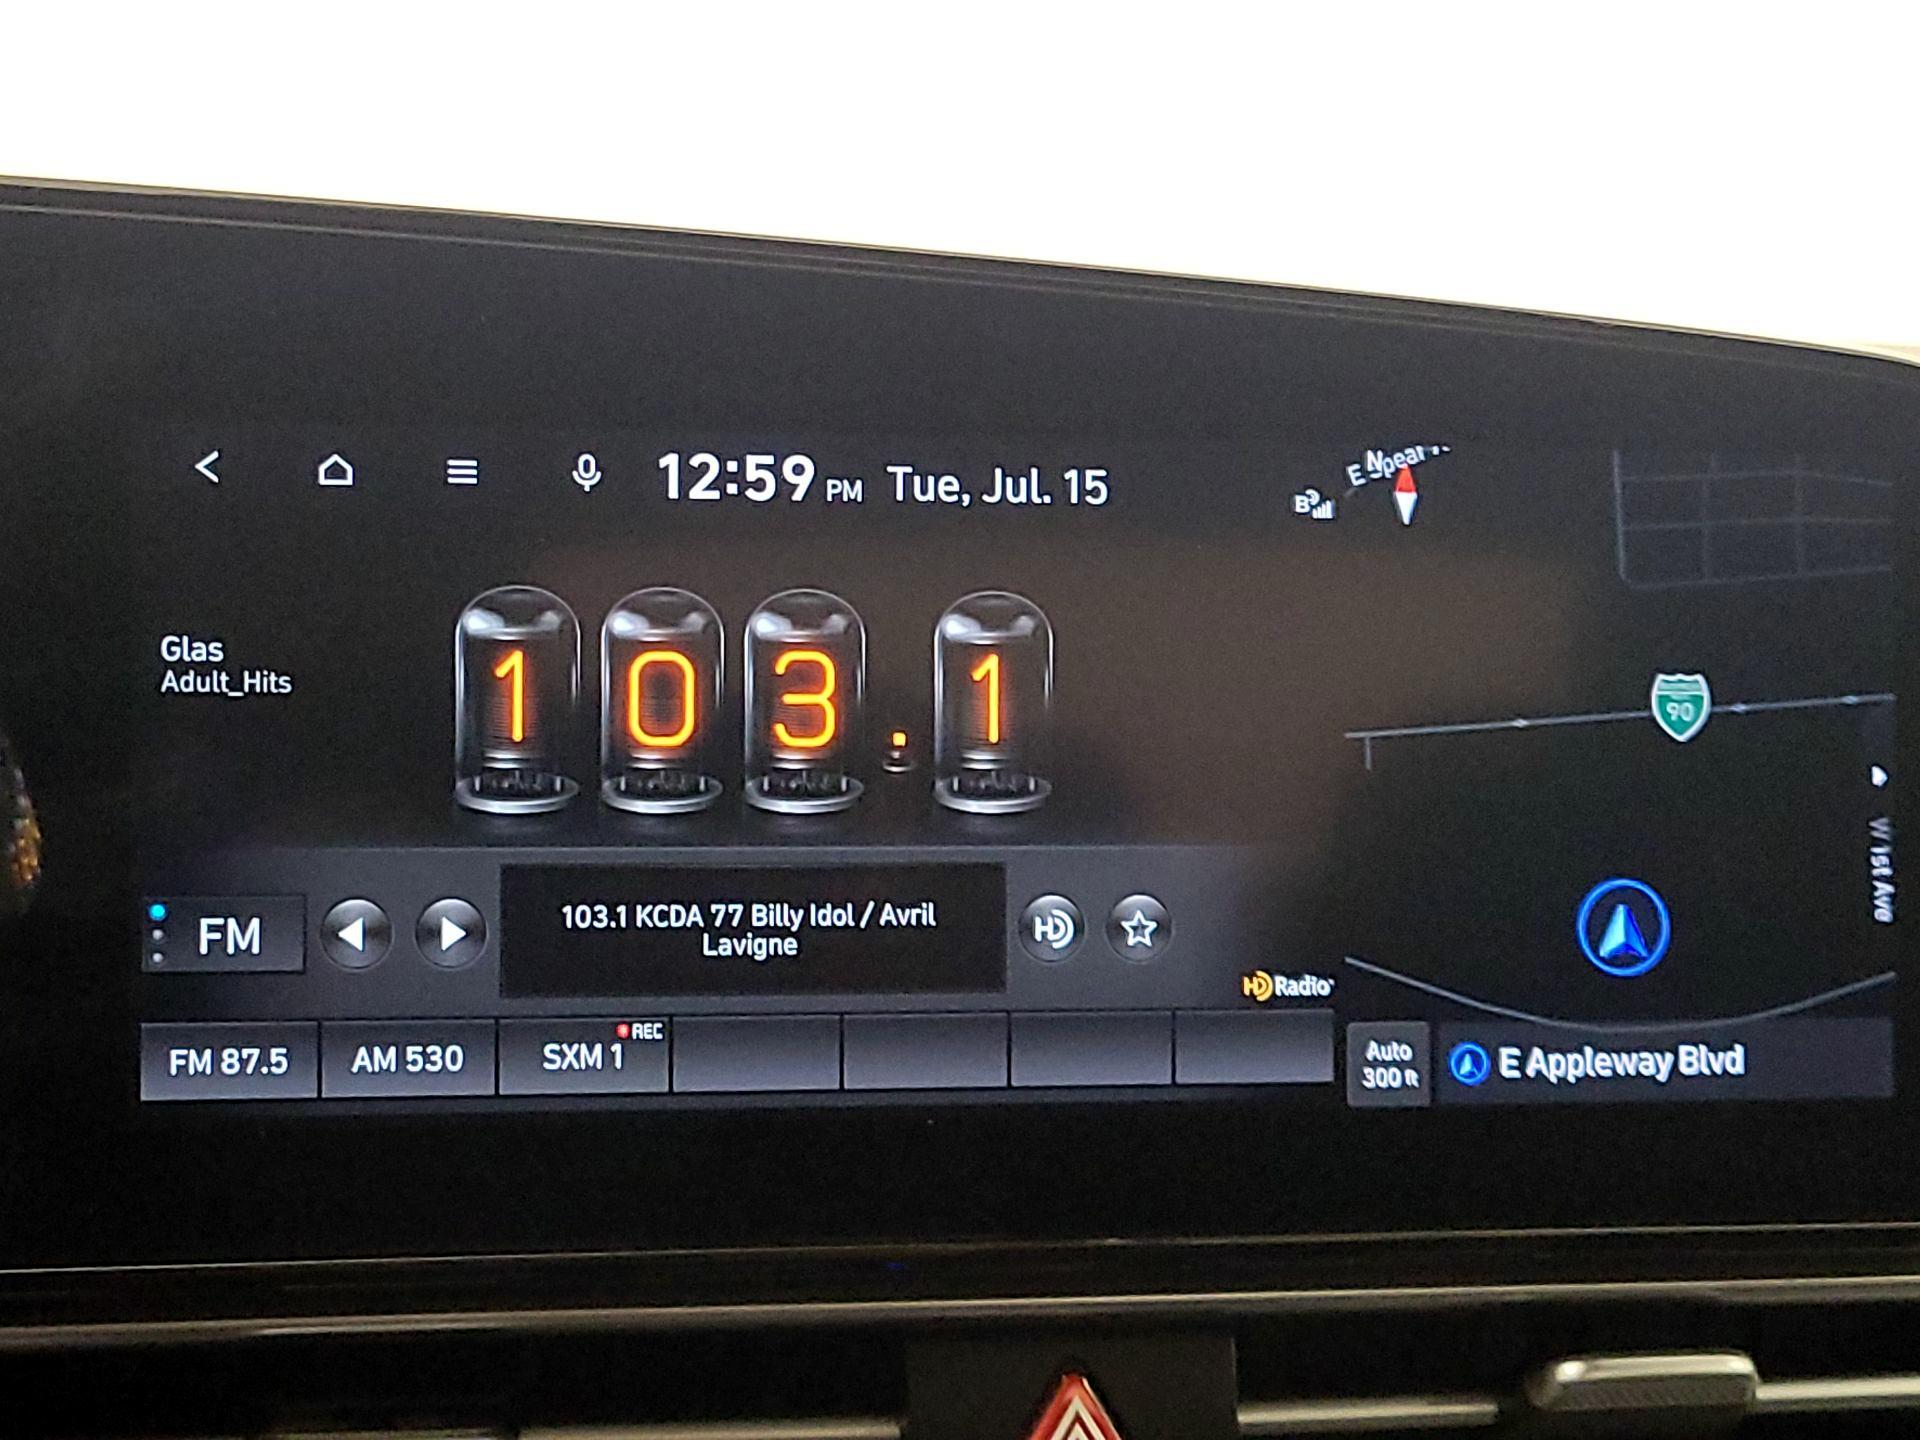 12:59 PM Tue, Jul. 15
B
Glas
Adult_Hits
103.1
FM
103.1 KCDA 77 Billy Idol / Avril
Lavigne
HD
HD Radio
FM 87.5
AM 530
SXM 1
REC
N
E
90
W 1st Ave
Auto
300 ft
E Appleway Blvd